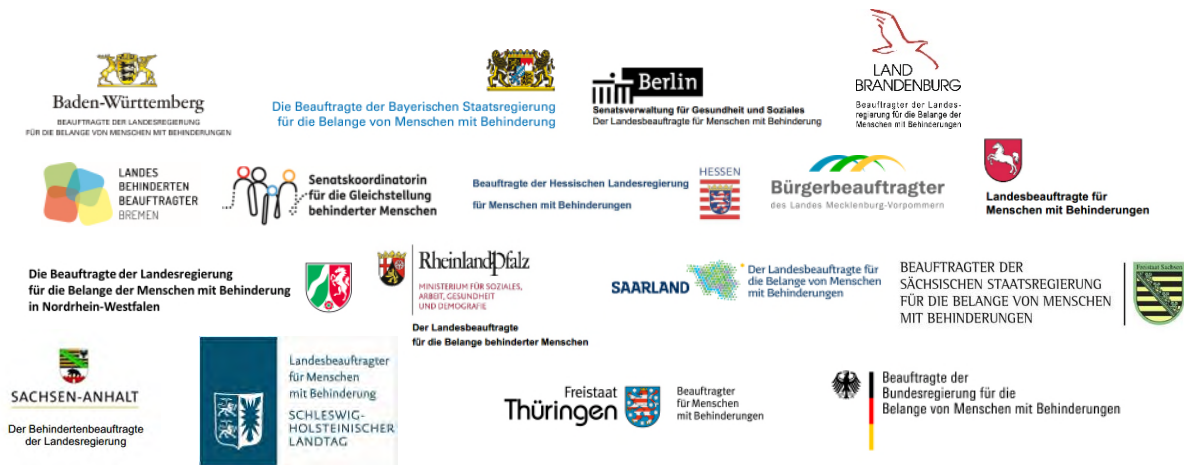 Baden-Württemberg
BEAUFTRAGTE DER LANDESREGIERUNG
FÜR DIE BELANGE VON MENSCHEN MIT BEHINDERUNGEN
Die Beauftragte der Bayerischen Staatsregierung
für die Belange von Menschen mit Behinderung
Berlin
Senatsverwaltung für Gesundheit und Soziales
Der Landesbeauftragte für Menschen mit Behinderung
LAND
BRANDENBURG
Beauftragter der Landes-
regierung für die Belange der
Menschen mit Behinderungen
LANDES
BEHINDERTEN
BEAUFTRAGTER
BREMEN
Senatskoordinatorin
für die Gleichstellung
behinderter Menschen
Beauftragte der Hessischen Landesregierung
für Menschen mit Behinderungen
HESSEN
Bürgerbeauftragter
des Landes Mecklenburg-Vorpommern
Landesbeauftragte für
Menschen mit Behinderungen
Die Beauftragte der Landesregierung
für die Belange der Menschen mit Behinderung
in Nordrhein-Westfalen
RheinlandPfalz
MINISTERIUM FÜR SOZIALES,
ARBEIT, GESUNDHEIT
UND DEMOGRAFIE
Der Landesbeauftragte
für die Belange behinderter Menschen
SAARLAND
Der Landesbeauftragte für
die Belange von Menschen
mit Behinderungen
BEAUFTRAGTER DER
SÄCHSISCHEN STAATSREGIERUNG
FÜR DIE BELANGE VON MENSCHEN
MIT BEHINDERUNGEN
Freistaat Sachsen
SACHSEN-ANHALT
Der Behindertenbeauftragte
der Landesregierung
Landesbeauftragter
für Menschen
mit Behinderung
SCHLESWIG-
HOLSTEINISCHER
LANDTAG
Freistaat
Thüringen
Beauftragter
für Menschen
mit Behinderungen
Beauftragte der
Bundesregierung für die
Belange von Menschen mit Behinderungen